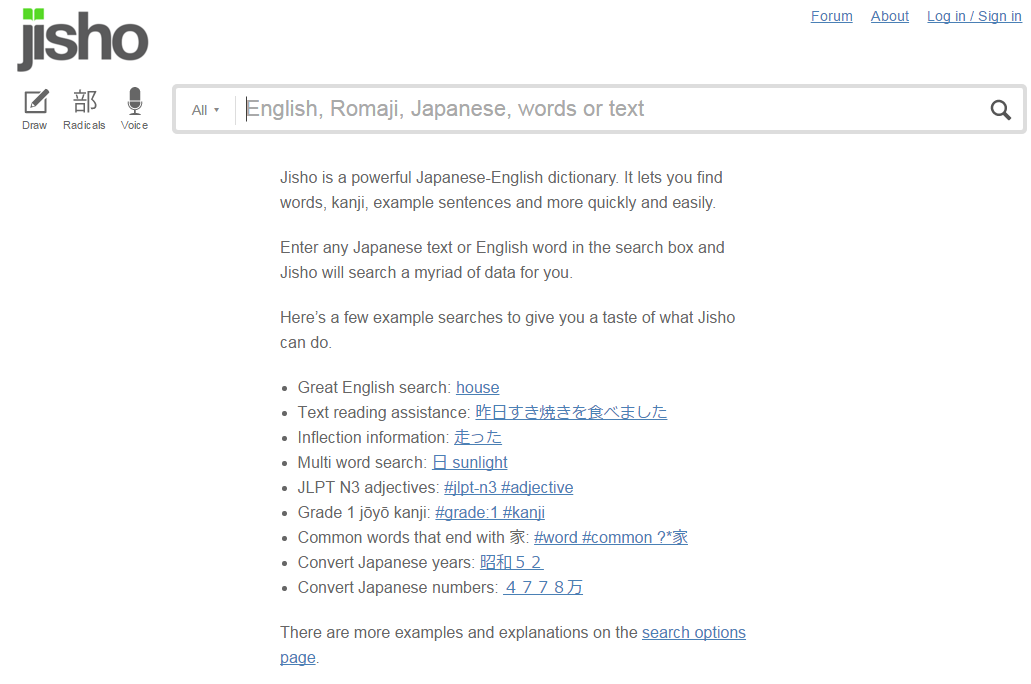 jisho
Forum About Log in / Sign in
部
Draw Radicals Voice
All ▾ English, Romaji, Japanese, words or text
Jisho is a powerful Japanese-English dictionary. It lets you find
words, kanji, example sentences and more quickly and easily.
Enter any Japanese text or English word in the search box and
Jisho will search a myriad of data for you.
Here’s a few example searches to give you a taste of what Jisho
can do.
• Great English search: house
• Text reading assistance: 昨日すき焼きを食べました
• Inflection information: 走った
• Multi word search: 日 sunlight
• JLPT N3 adjectives: #jlpt-n3 #adjective
• Grade 1 jōyō kanji: #grade:1 #kanji
• Common words that end with 家: #word #common ?*家
• Convert Japanese years: 昭和５２
• Convert Japanese numbers: ４７７８万
There are more examples and explanations on the search options
page.